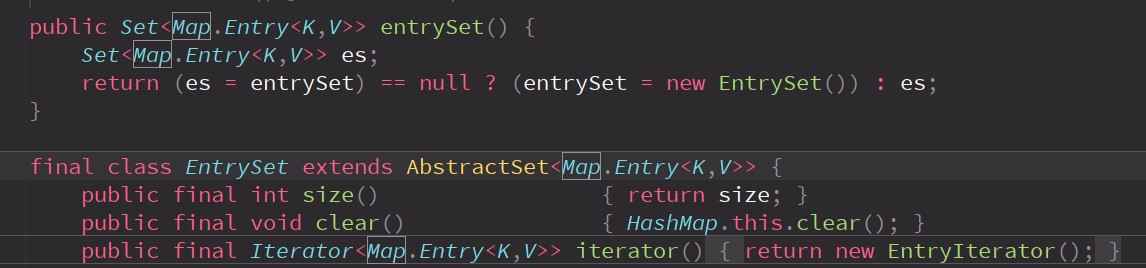 public Set<Map.Entry<K,V>> entrySet() {
    Set<Map.Entry<K,V>> es;
    return (es = entrySet) == null ? (entrySet = new EntrySet()) : es;
}
final class EntrySet extends AbstractSet<Map.Entry<K,V>> {
    public final int size()                 { return size; }
    public final void clear()               { HashMap.this.clear(); }
    public final Iterator<Map.Entry<K,V>> iterator() { return new EntryIterator(); }